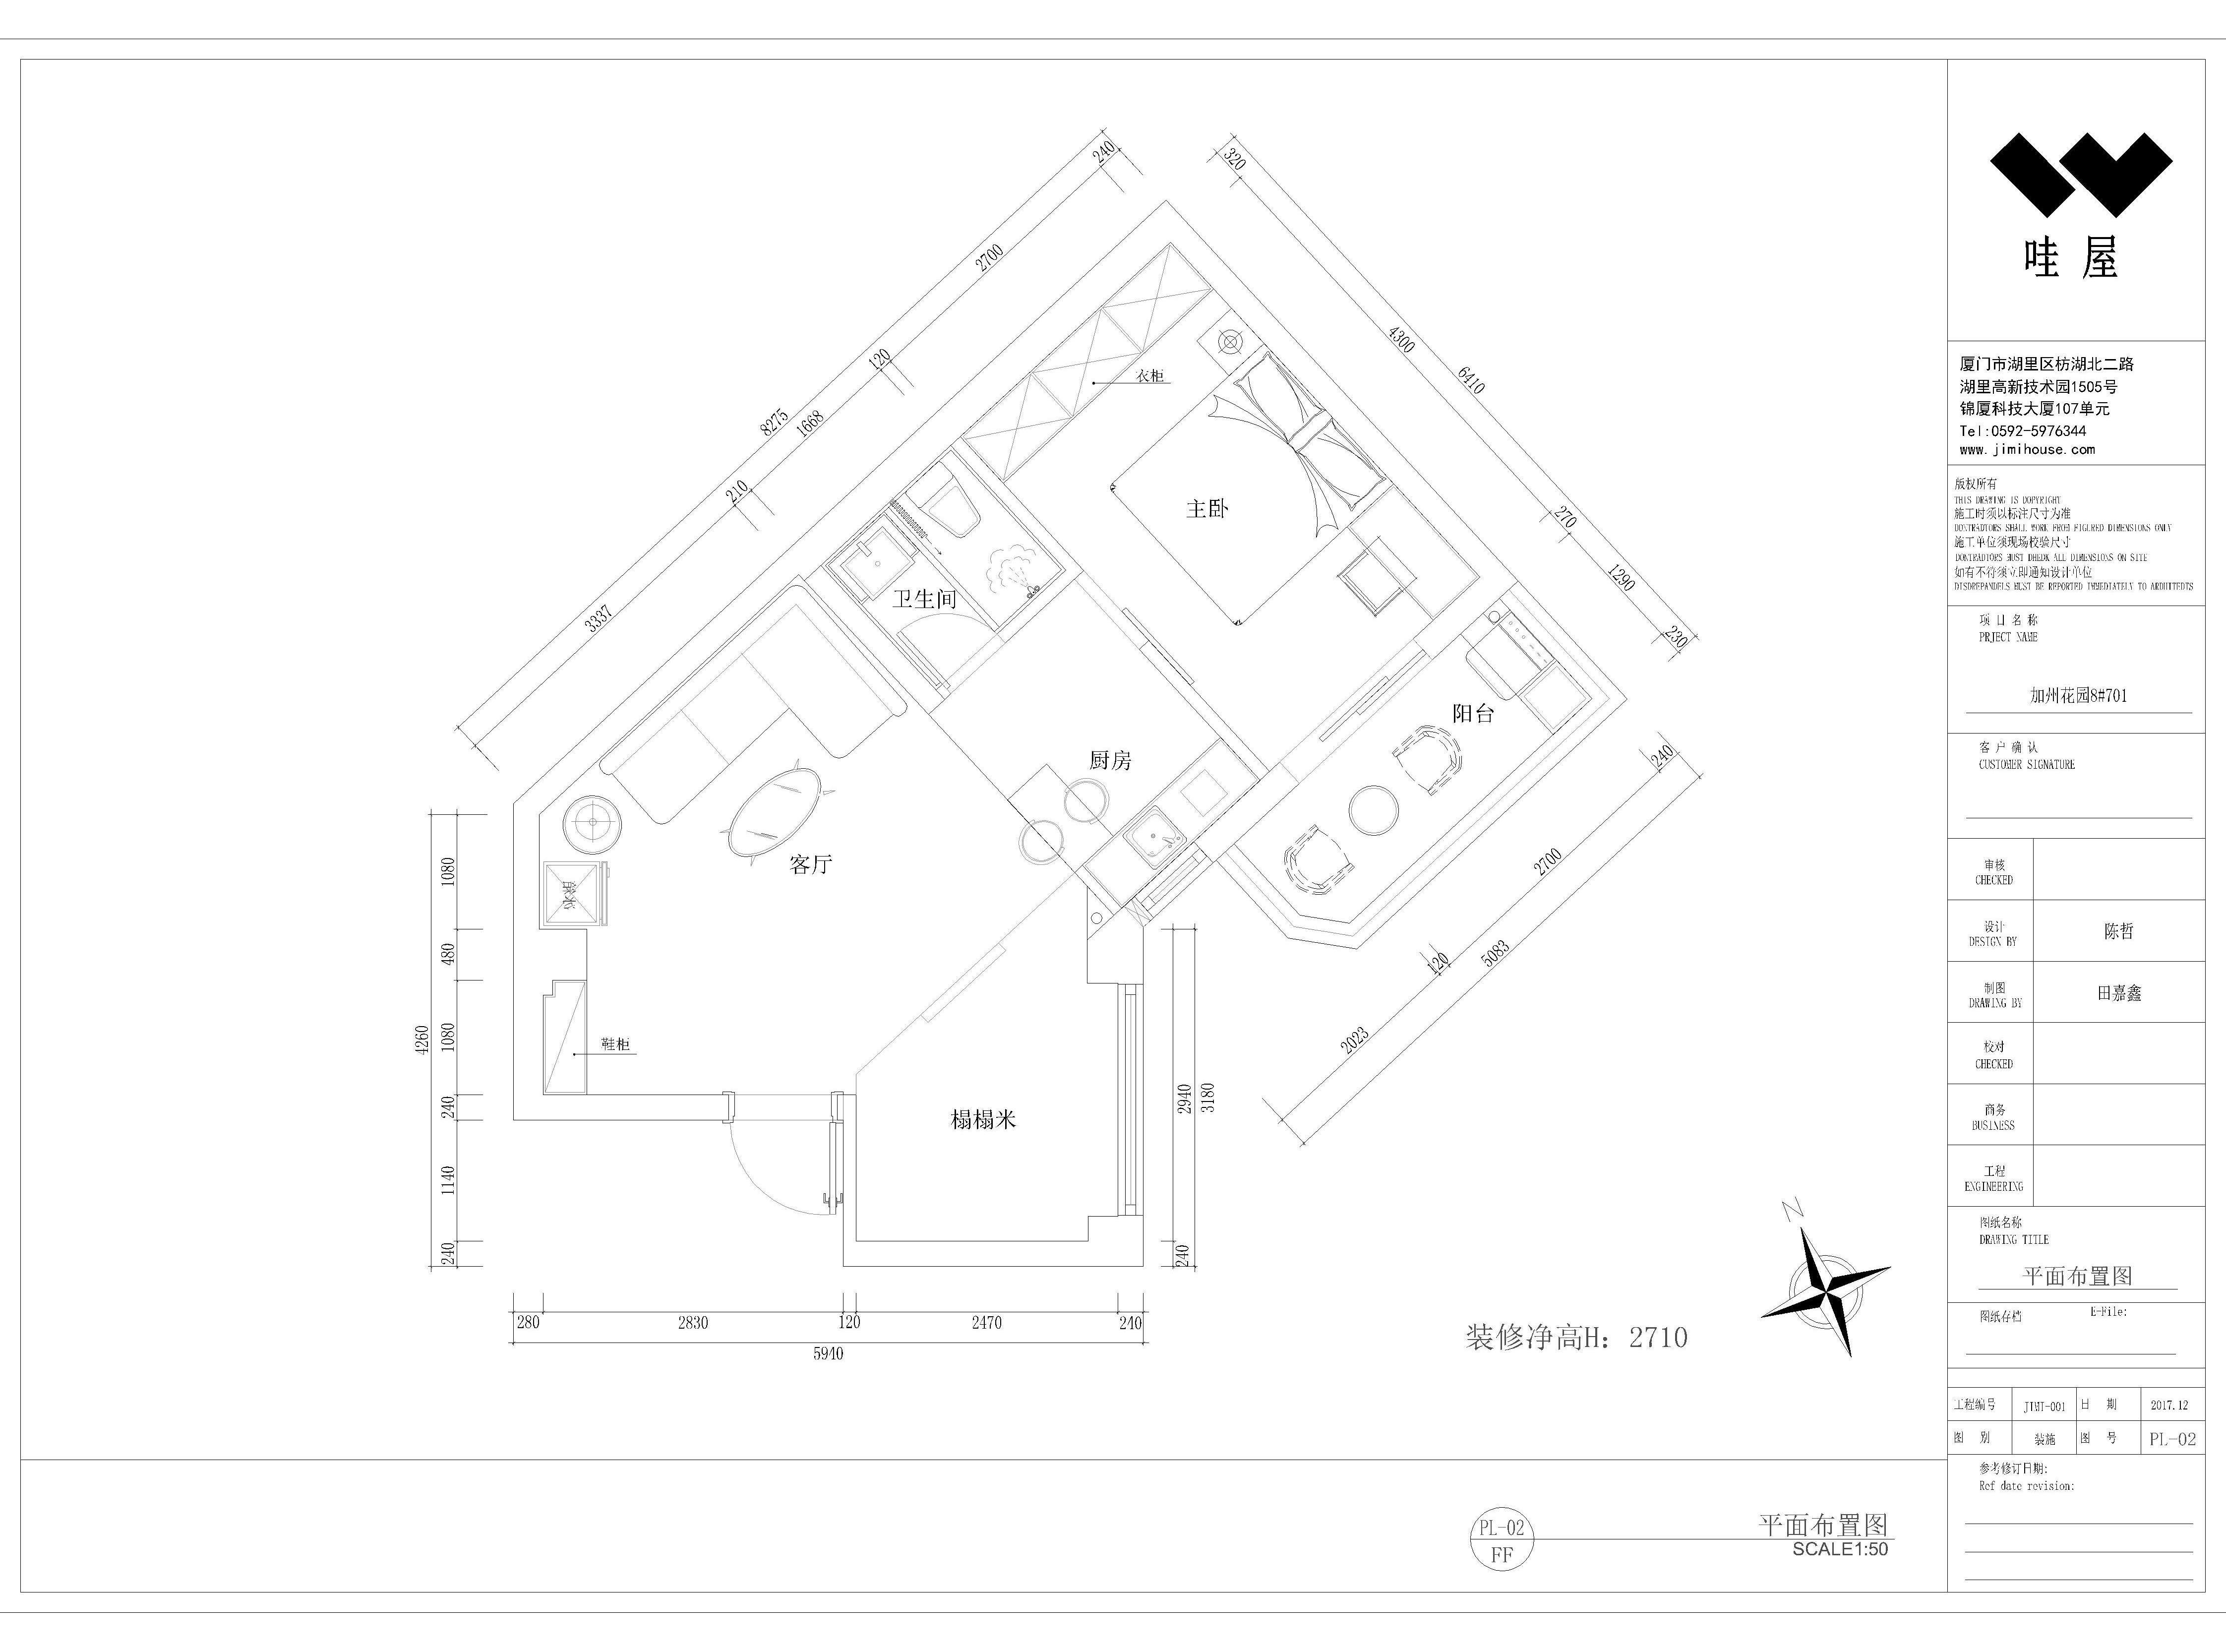 240
320
2700
4300
120
6410
8275
1668
衣柜
210
主卧
270
1290
3337
卫生间
230
阳台
厨房
240
客厅
1080
冰箱
2700
480
120
5083
4260
1080
鞋柜
2023
240
2940
3180
榻榻米
1140
240
240
280
2830
120
2470
240
5940
装修净高H：2710
N
PL-02
FF
平面布置图
SCALE1:50
哇屋
厦门市湖里区枋湖北二路
湖里高新技术园1505号
锦厦科技大厦107单元
Tel:0592-5976344
www.jimihouse.com
版权所有
THIS DRAWING IS DOPYRIGHT
施工时须以标注尺寸为准
DONTRADTORS SHALL WORK FROM FIGLRED DIMENSIONS ONLY
施工单位须现场校验尺寸
DONTRADTORS MUST DHEDK ALL DIMENSIONS ON SITE
如有不符须立即通知设计单位
DISDREPANDELS MUST BE REPORTED IMMEDIATELY TO ARDHITTEDTS
项目名称
PRJECT NAME
加州花园8#701
客户确认
CUSTOMER SIGNATURE
审核
CHECKED
设计
DESIGN BY
陈哲
制图
DRAWING BY
田嘉鑫
校对
CHECKED
商务
BUSINESS
工程
ENGINEERING
图纸名称
DRAWING TITLE
平面布置图
图纸存档 E-File:
工程编号 JIMI-001 日 期 2017.12
图 别 装施 图 号 PL-02
参考修订日期:
Ref date revision: